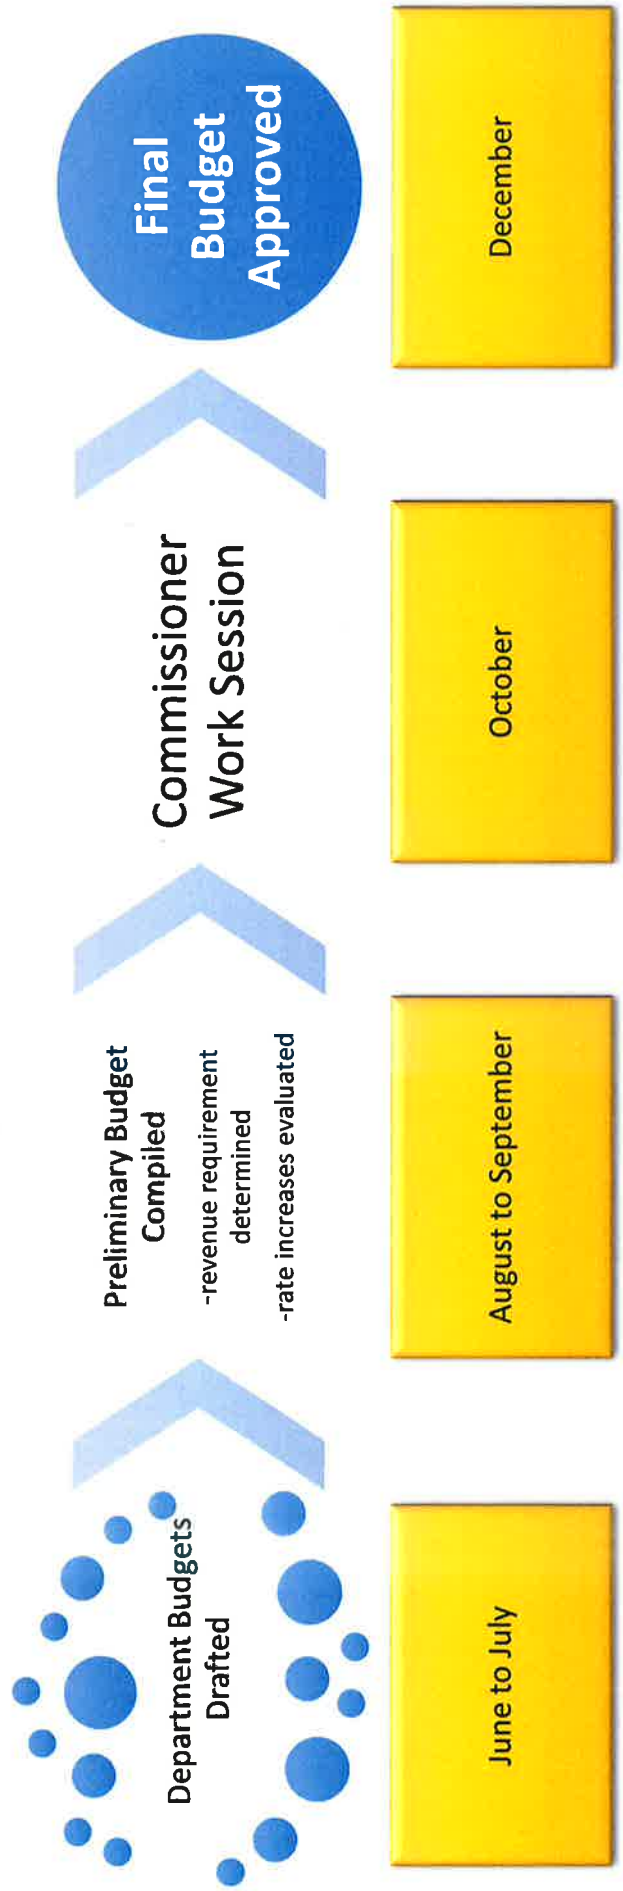 Department Budgets
Drafted
Preliminary Budget
Compiled
-revenue requirement
determined
-rate increases evaluated
Commissioner
Work Session
Final
Budget
Approved
June to July
August to September
October
December